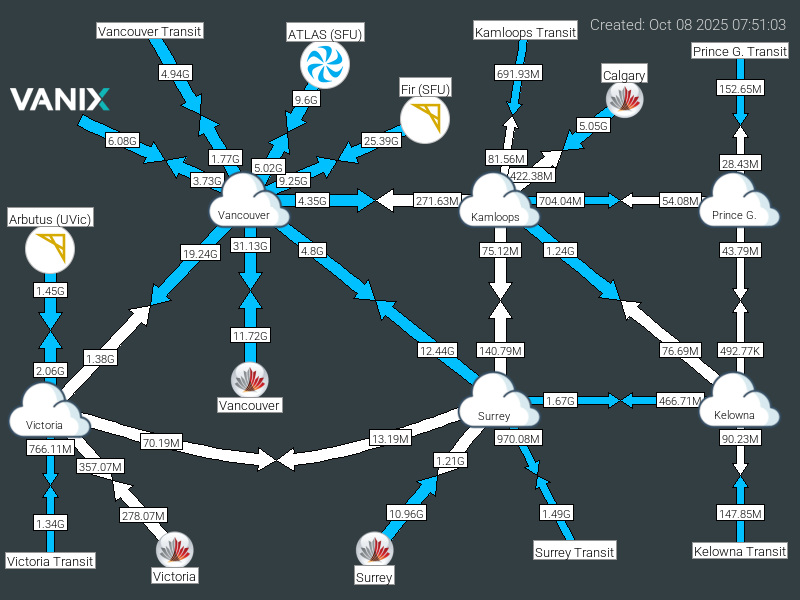 Created: Oct 08 2025 07:51:03
Vancouver Transit
ATLAS (SFU)
Kamloops Transit
Prince G. Transit
4.94G
691.93M
Calgary
Fir (SFU)
152.65M
VANIX
9.6G
5.05G
6.08G
25.39G
1.77G
81.56M
28.43M
5.02G
3.73G
9.25G
422.38M
4.35G
271.63M
704.04M
54.08M
Vancouver
Kamloops
Prince G.
Arbutus (UVic)
19.24G
31.13G
4.8G
75.12M
1.24G
43.79M
1.45G
11.72G
1.38G
12.44G
140.79M
76.69M
492.77K
2.06G
Vancouver
1.67G
466.71M
Victoria
Surrey
Kelowna
70.19M
13.19M
970.08M
90.23M
766.11M
357.07M
1.21G
278.07M
10.96G
1.49G
147.85M
1.34G
Victoria Transit
Victoria
Surrey
Surrey Transit
Kelowna Transit